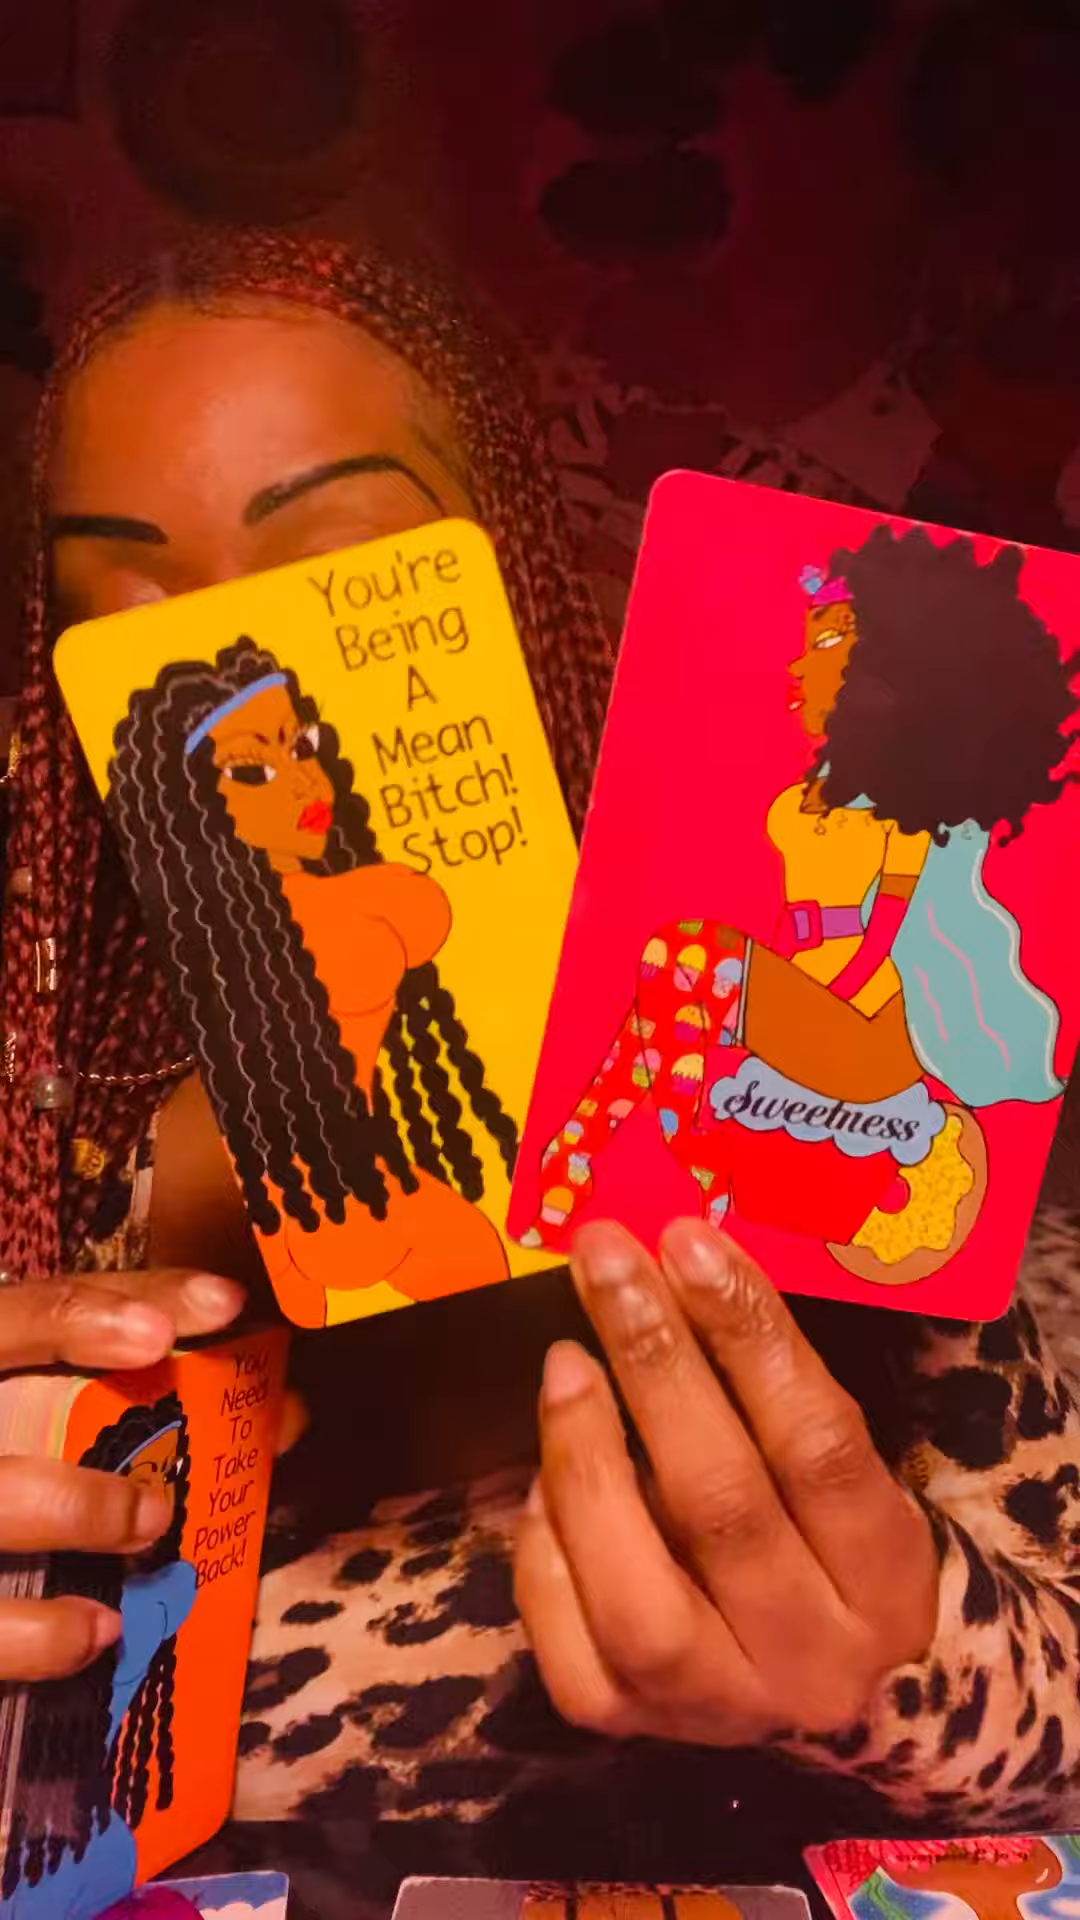 You're
Being
A
Mean
Bitch!
Stop!
Sweetness
You
Need
To
Take
Your
Power
Back!